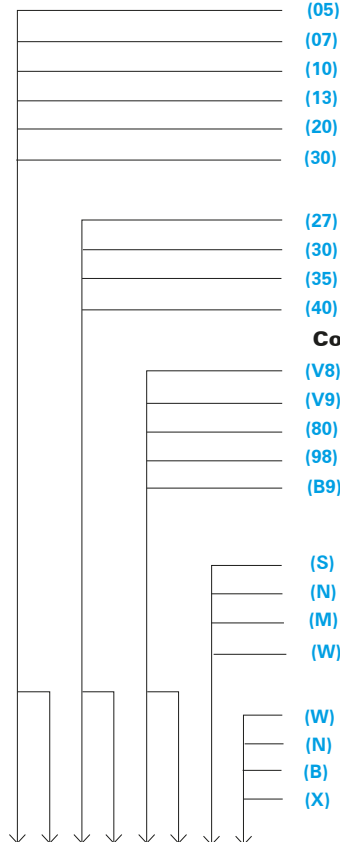 (05)
(07)
(10)
(13)
(20)
(30)
(27)
(30)
(35)
(40)
Co
(V8)
(V9)
(80)
(98)
(B9)
(S)
(N)
(M)
(W)
(W)
(N)
(B)
(X)